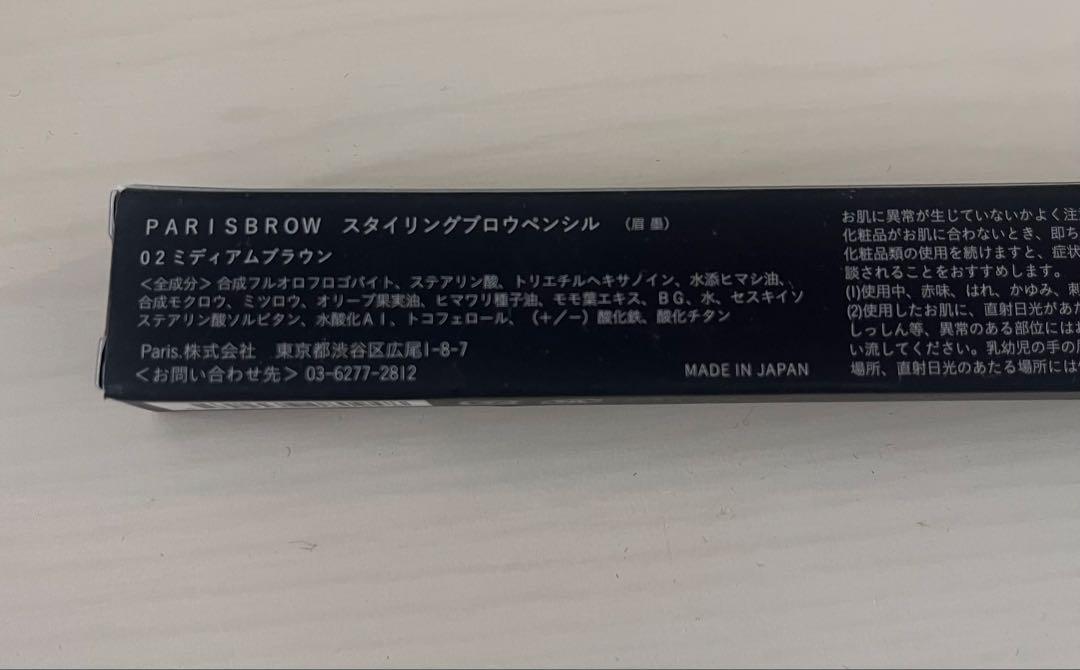 PARISBROW スタイリングブロウペンシル (眉墨)
02ミディアムブラウン
<全成分>合成フルオロフロゴパイト、ステアリン酸、トリエチルヘキサノイン、水添ヒマシ油、
合成モクロウ、ミツロウ、オリーブ果実油、ヒマワリ種子油、モモ葉エキス、BG、水、セスキイソ
ステアリン酸ソルビタン、水酸化Al、トコフェロール、(+/-)酸化鉄、酸化チタン
Paris.株式会社 東京都渋谷区広尾1-8-7
<お問い合わせ先> 03-6277-2812
MADE IN JAPAN
お肌に異常が生じていないかよく注
化粧品がお肌に合わないとき、即ち
化粧品類の使用を続けますと、症状
談されることをおすすめします。
(1)使用中、赤味、はれ、かゆみ、刺
(2)使用したお肌に、直射日光があた
しっしん等、異常のある部位には
い流してください。乳幼児の手の
場所、直射日光のあたる場所には